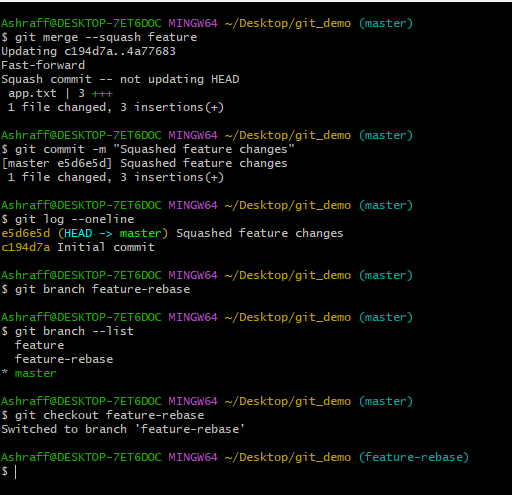 Ashraff@DESKTOP-7ET6DOC MINGW64 ~/Desktop/git_demo (master)
$ git merge --squash feature
Updating c194d7a..4a77683
Fast-forward
Squash commit -- not updating HEAD
 app.txt | 3 +++
 1 file changed, 3 insertions(+)
Ashraff@DESKTOP-7ET6DOC MINGW64 ~/Desktop/git_demo (master)
$ git commit -m "Squashed feature changes"
[master e5d6e5d] Squashed feature changes
 1 file changed, 3 insertions(+)
Ashraff@DESKTOP-7ET6DOC MINGW64 ~/Desktop/git_demo (master)
$ git log --oneline
e5d6e5d (HEAD -> master) Squashed feature changes
c194d7a Initial commit
Ashraff@DESKTOP-7ET6DOC MINGW64 ~/Desktop/git_demo (master)
$ git branch feature-rebase
Ashraff@DESKTOP-7ET6DOC MINGW64 ~/Desktop/git_demo (master)
$ git branch --list
  feature
  feature-rebase
* master
Ashraff@DESKTOP-7ET6DOC MINGW64 ~/Desktop/git_demo (master)
$ git checkout feature-rebase
Switched to branch 'feature-rebase'
Ashraff@DESKTOP-7ET6DOC MINGW64 ~/Desktop/git_demo (feature-rebase)
$